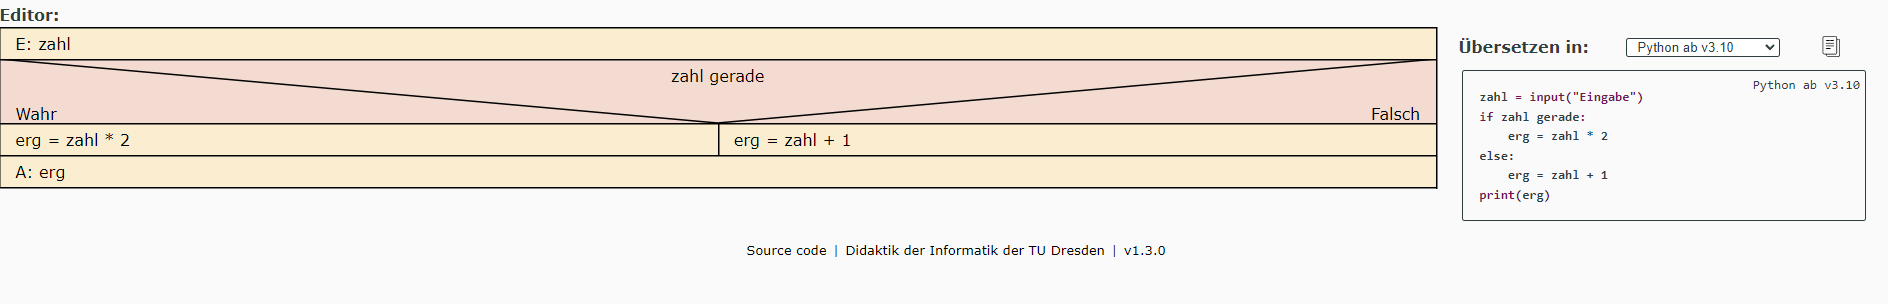 Editor:
E: zahl
zahl gerade
Wahr
Falsch
erg = zahl * 2
erg = zahl + 1
A: erg
Übersetzen in:
Python ab v3.10
Python ab v3.10
zahl = input("Eingabe")
if zahl gerade:
    erg = zahl * 2
else:
    erg = zahl + 1
print(erg)
Source code | Didaktik der Informatik der TU Dresden | v1.3.0